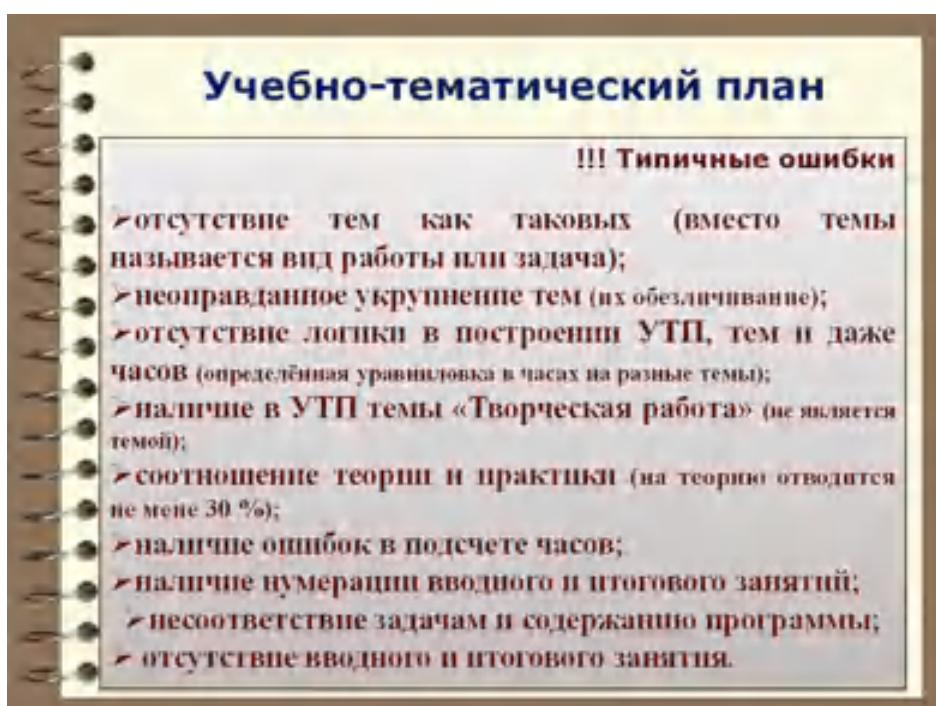 Учебно-тематический план
!!! Типичные ошибки
➢отсутствие тем как таковых (вместо темы
называется вид работы или задача);
➢неоправданное укрупнение тем (их обезличивание);
➢отсутствие логики в построении УТП, тем и даже
часов (определённая уравниловка в часах на разные темы);
➢наличие в УТП темы «Творческая работа» (не является
темой);
➢соотношение теории и практики (на теорию отводится
не мене 30 %);
➢наличие ошибок в подсчете часов;
➢наличие нумерации вводного и итогового занятий;
➢несоответствие задачам и содержанию программы;
➢ отсутствие вводного и итогового занятия.